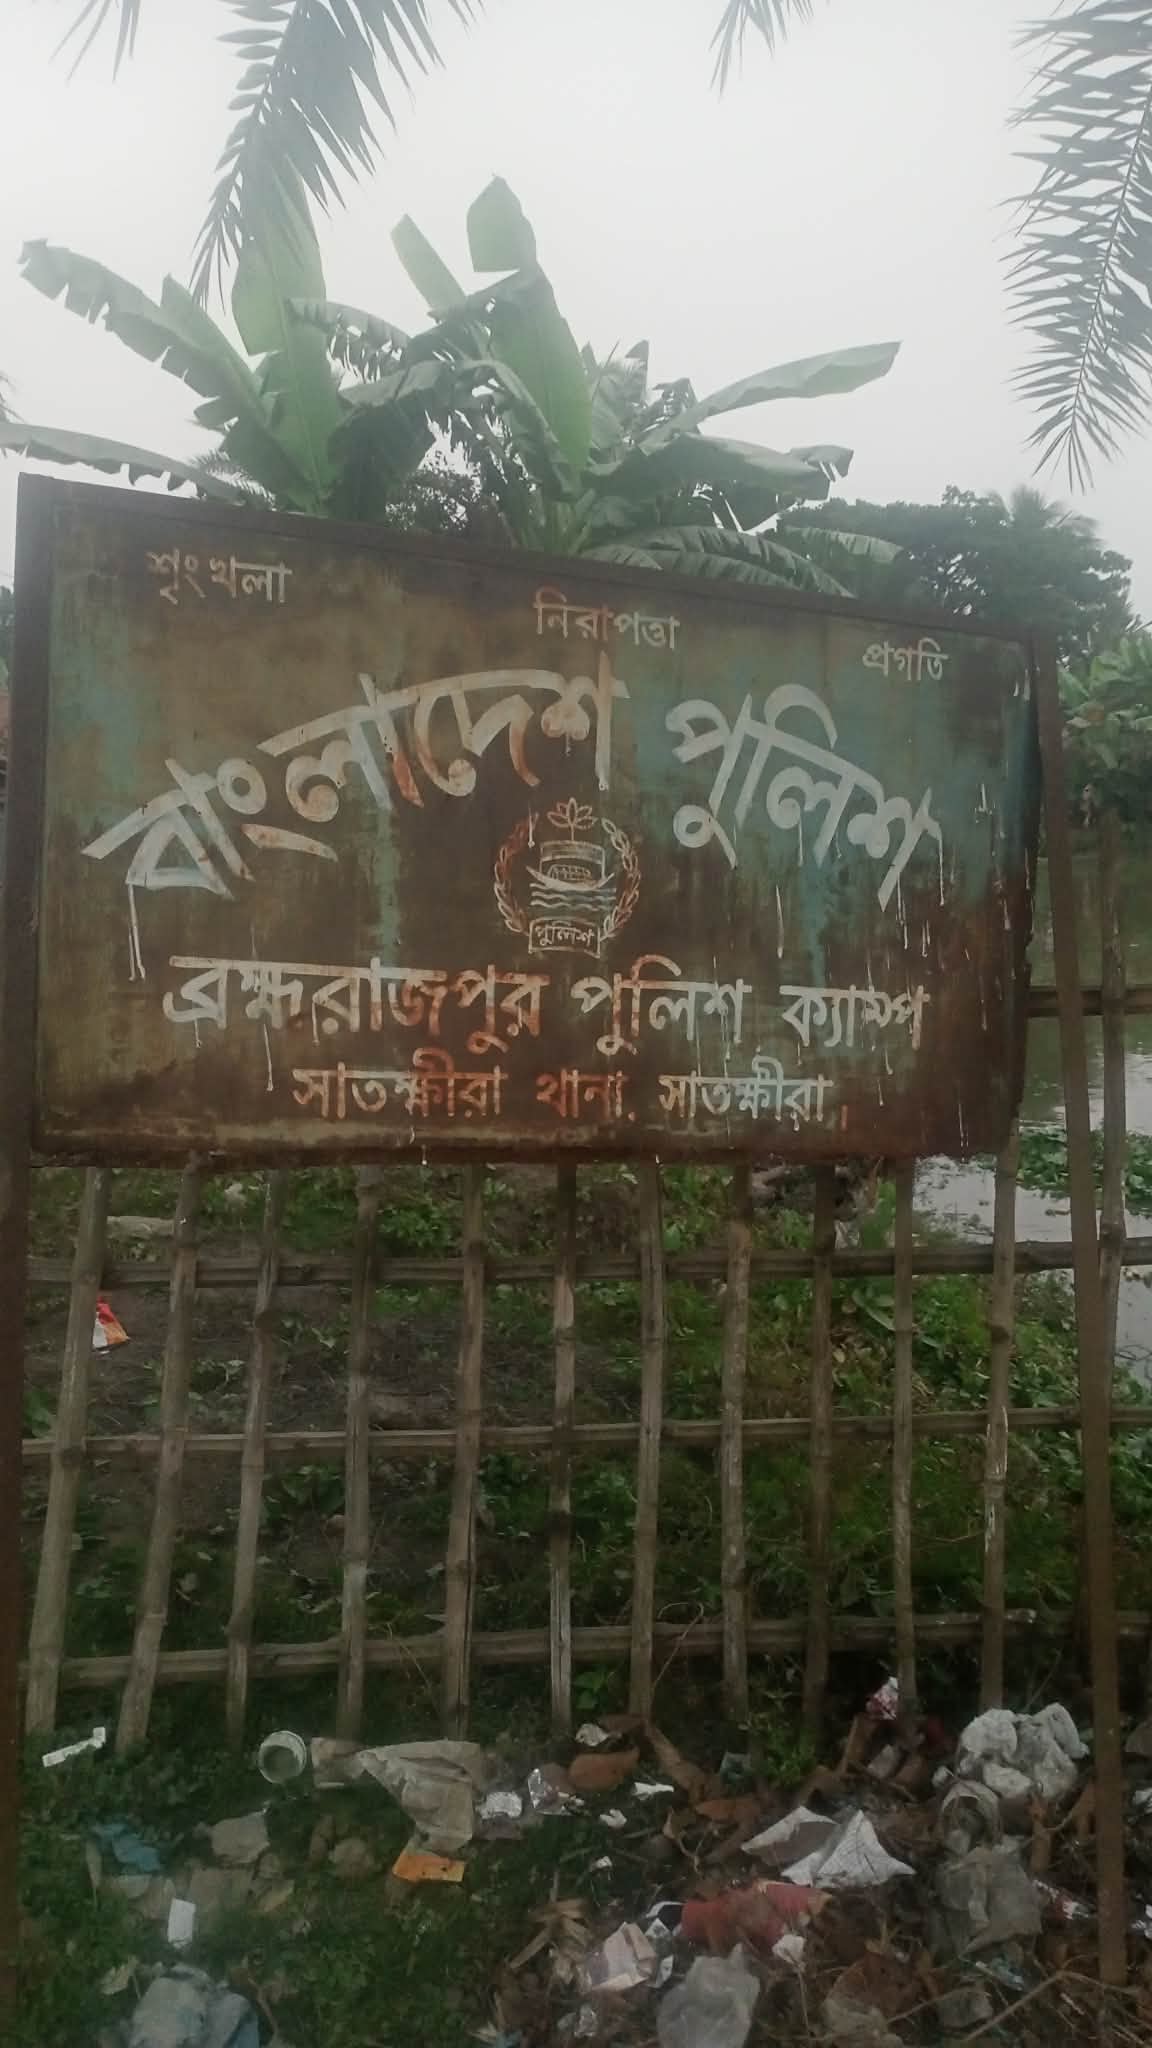 শৃংখলা নিরাপত্তা প্রগতি
বাংলাদেশ পুলিশ
পুলিশ
ব্রহ্মরাজপুর পুলিশ ক্যাম্প
সাতক্ষীরা থানা, সাতক্ষীরা।